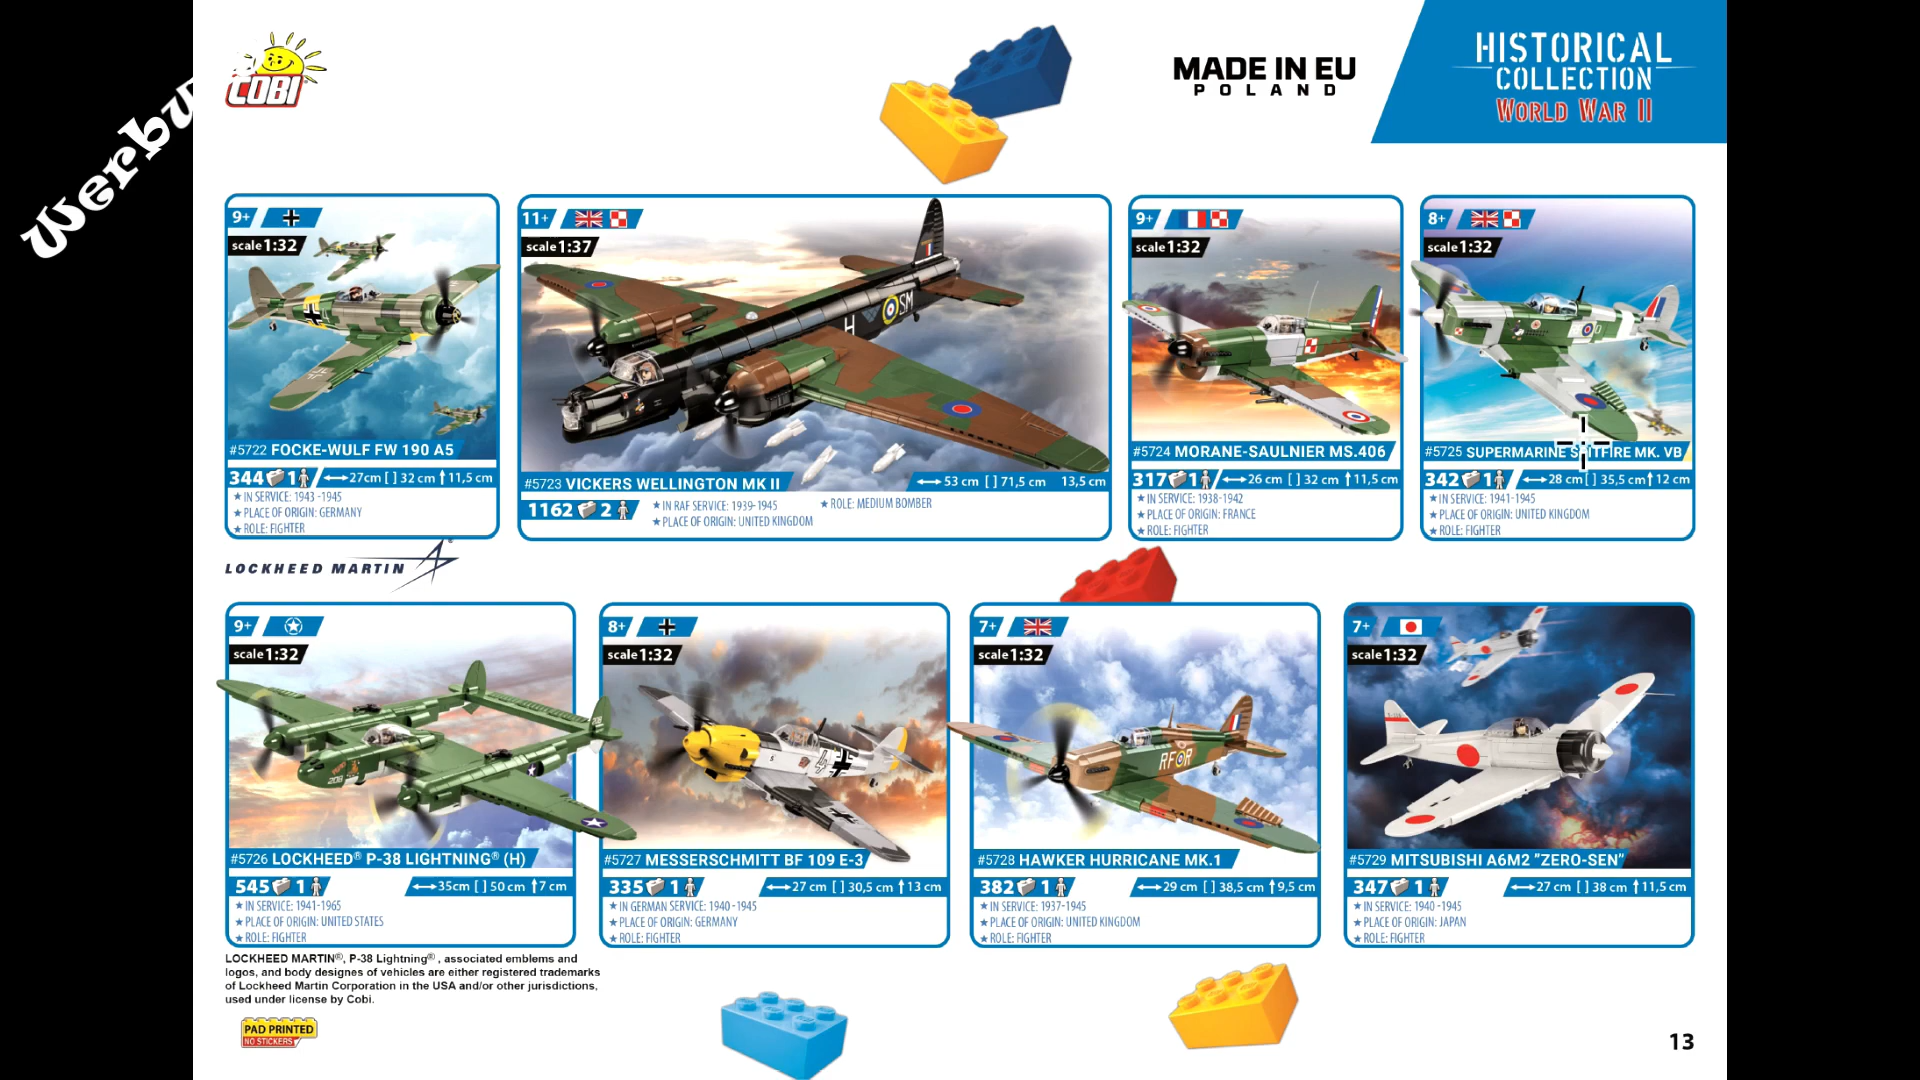 Werbu
COBI
MADE IN EU
POLAND
HISTORICAL
COLLECTION
WORLD WAR II
9+
scale 1:32
#5722 FOCKE-WULF FW 190 A5
344 1 27cm [ ] 32 cm 11,5 cm
★ IN SERVICE: 1943 -1945
★ PLACE OF ORIGIN: GERMANY
★ ROLE: FIGHTER
11+
scale 1:37
H
SM
#5723 VICKERS WELLINGTON MK II
53 cm [ ] 71,5 cm 13,5 cm
1162 2
★ IN RAF SERVICE: 1939-1945
★ PLACE OF ORIGIN: UNITED KINGDOM
★ ROLE: MEDIUM BOMBER
9+
scale 1:32
#5724 MORANE-SAULNIER MS.406
317 1 26 cm [ ] 32 cm 11,5 cm
★ IN SERVICE: 1938-1942
★ PLACE OF ORIGIN: FRANCE
★ ROLE: FIGHTER
8+
scale 1:32
#5725 SUPERMARINE SPITFIRE MK. VB
342 1 28 cm [ ] 35,5 cm 12 cm
★ IN SERVICE: 1941-1945
★ PLACE OF ORIGIN: UNITED KINGDOM
★ ROLE: FIGHTER
LOCKHEED MARTIN
9+
scale 1:32
#5726 LOCKHEED® P-38 LIGHTNING® (H)
545 1 35cm [ ] 50 cm 7 cm
★ IN SERVICE: 1941-1965
★ PLACE OF ORIGIN: UNITED STATES
★ ROLE: FIGHTER
8+
scale 1:32
#5727 MESSERSCHMITT BF 109 E-3
335 1 27 cm [ ] 30,5 cm 13 cm
★ IN GERMAN SERVICE: 1940-1945
★ PLACE OF ORIGIN: GERMANY
★ ROLE: FIGHTER
7+
scale 1:32
RF R
#5728 HAWKER HURRICANE MK.1
382 1 29 cm [ ] 38,5 cm 9,5 cm
★ IN SERVICE: 1937-1945
★ PLACE OF ORIGIN: UNITED KINGDOM
★ ROLE: FIGHTER
7+
scale 1:32
#5729 MITSUBISHI A6M2 "ZERO-SEN"
347 1 27 cm [ ] 38 cm 11,5 cm
★ IN SERVICE: 1940 -1945
★ PLACE OF ORIGIN: JAPAN
★ ROLE: FIGHTER
LOCKHEED MARTIN®, P-38 Lightning® , associated emblems and
logos, and body designes of vehicles are either registered trademarks
of Lockheed Martin Corporation in the USA and/or other jurisdictions,
used under license by Cobi.
PAD PRINTED
NO STICKERS
13